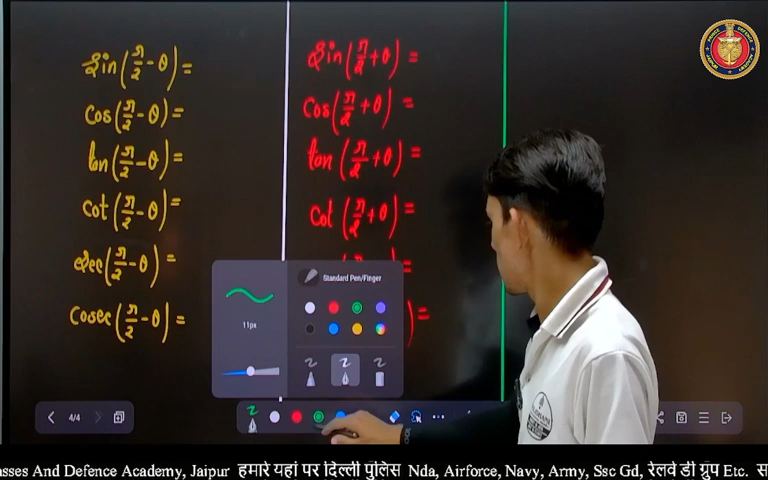 sin(π/2-θ)=
cos(π/2-θ)=
tan(π/2-θ)=
cot(π/2-θ)=
sec(π/2-θ)=
cosec(π/2-θ)=
sin(π/2+θ)=
cos(π/2+θ)=
tan(π/2+θ)=
cot(π/2+θ)=
=
)=
Standard Pen/Finger
11px
4/4
asses And Defence Academy, Jaipur हमारे यहां पर दिल्ली पुलिस Nda, Airforce, Navy, Army, Ssc Gd, रेलवे डी ग्रुप Etc. स